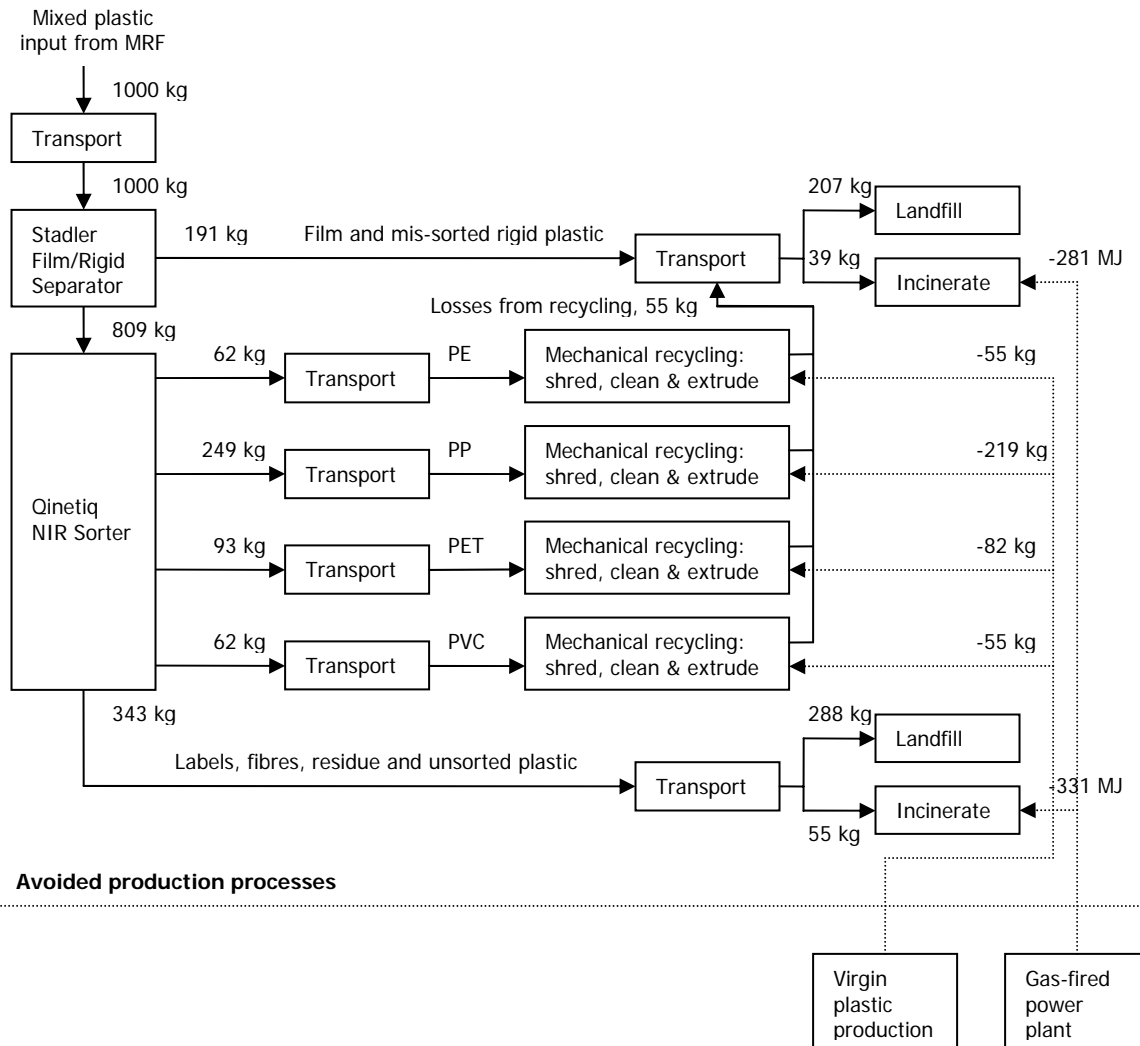 Mixed plastic
input from MRF
1000 kg
Transport
1000 kg
Stadler
Film/Rigid
Separator
191 kg
Film and mis-sorted rigid plastic
Transport
207 kg
Landfill
39 kg
Incinerate
-281 MJ
Losses from recycling, 55 kg
809 kg
Qinetiq
NIR Sorter
62 kg
Transport
PE
Mechanical recycling:
shred, clean & extrude
-55 kg
249 kg
Transport
PP
Mechanical recycling:
shred, clean & extrude
-219 kg
93 kg
Transport
PET
Mechanical recycling:
shred, clean & extrude
-82 kg
62 kg
Transport
PVC
Mechanical recycling:
shred, clean & extrude
-55 kg
343 kg
Labels, fibres, residue and unsorted plastic
Transport
288 kg
Landfill
55 kg
Incinerate
-331 MJ
Avoided production processes
Virgin
plastic
production
Gas-fired
power
plant